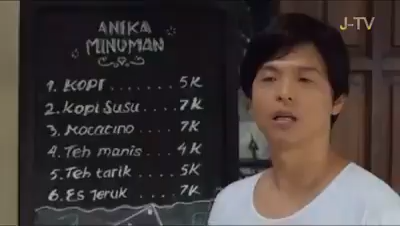 J-TV
ANIKA
MINUMAN
1. KOPI ....... 5K
2. Kopi Susu ... 7K
3. Mocacino ... 7K
4. Teh manis ... 4K
5. Teh tarik .... 5K
6. Es Jeruk ... 7K